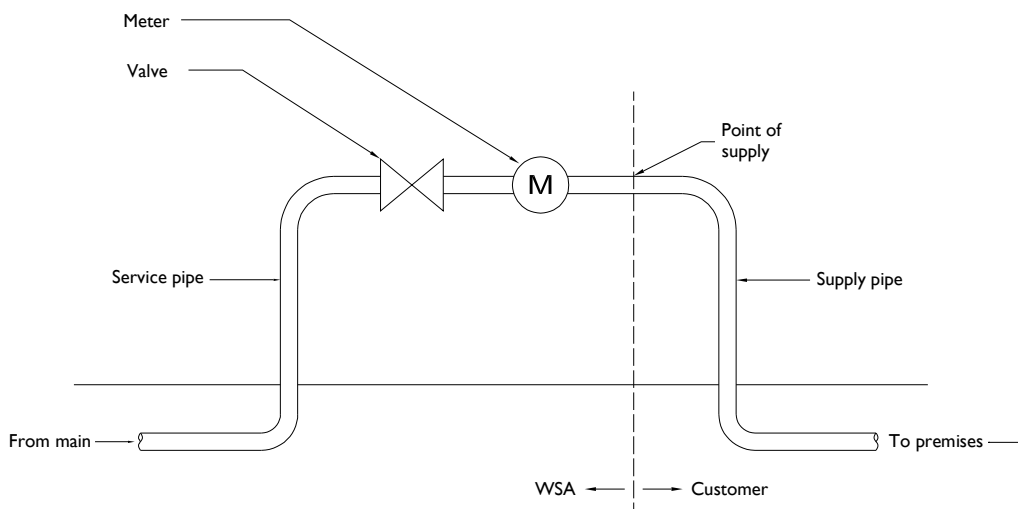 Meter
Valve
Point of
supply
M
Service pipe
Supply pipe
From main
To premises
WSA
Customer